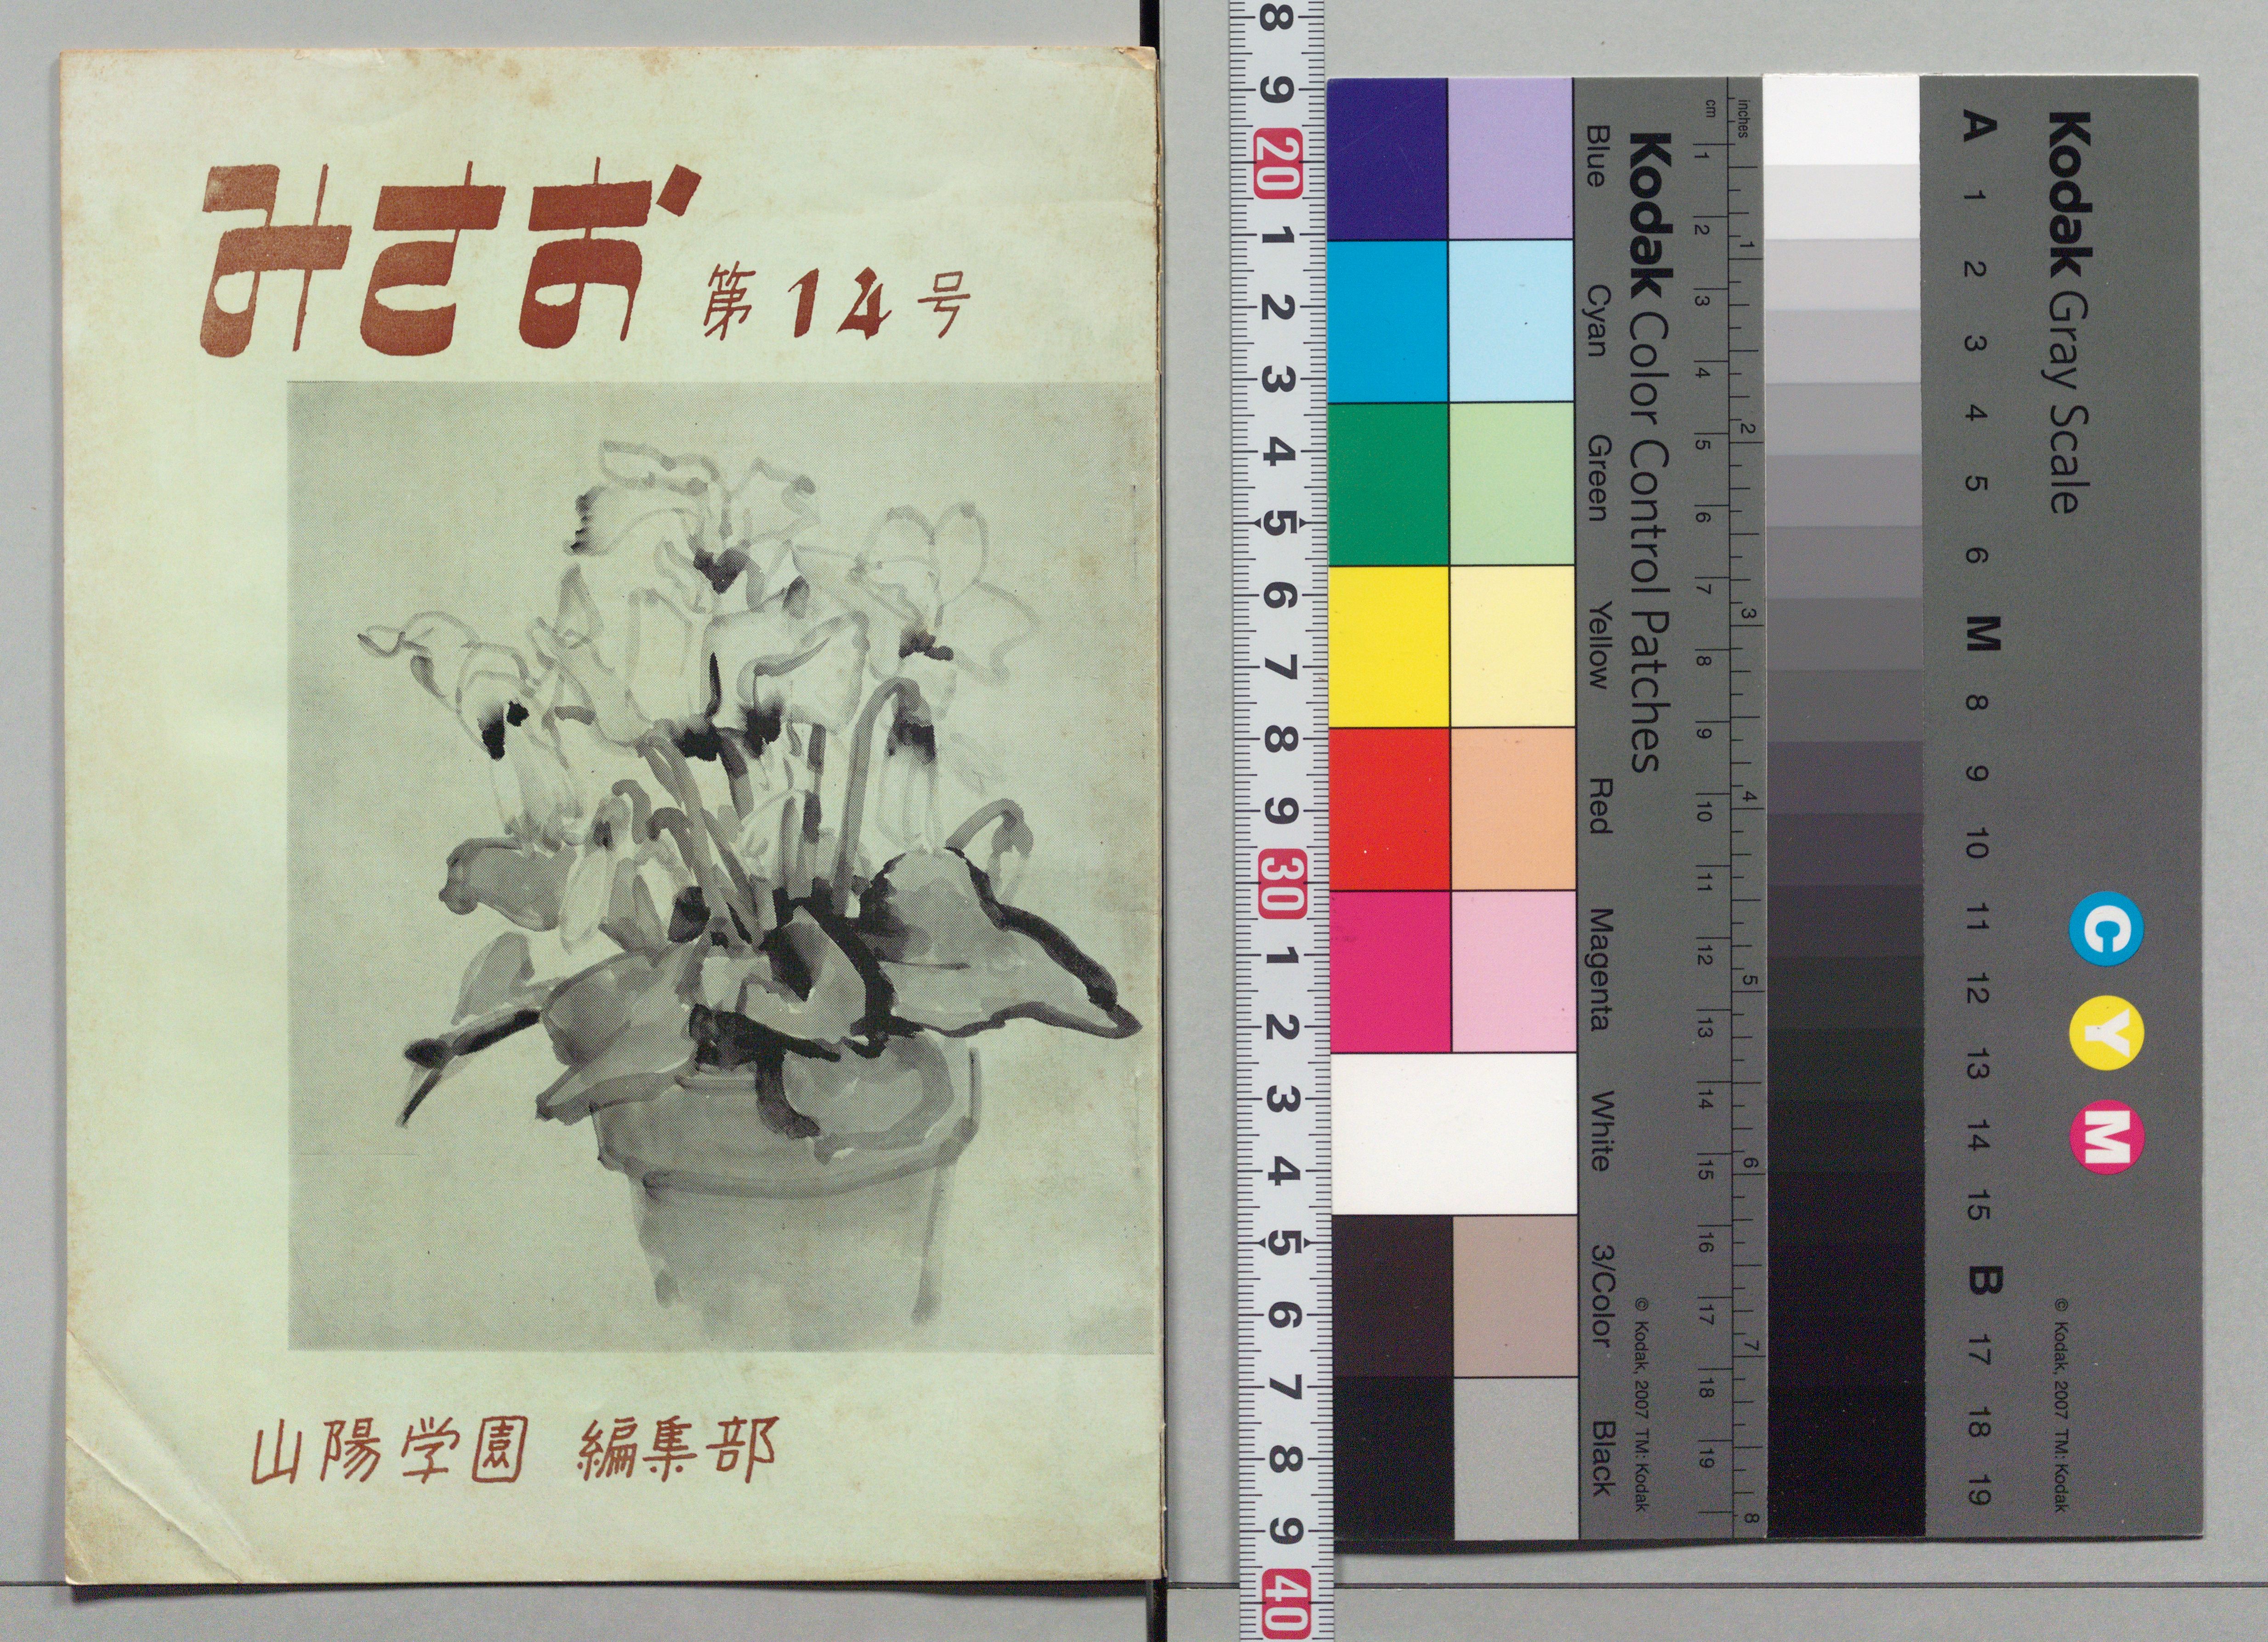 みさお 第14号
山陽学園 編集部
8 9 20 1 2 3 4 5 6 7 8 9 30 1 2 3 4 5 6 7 8 9 40
Blue Cyan Green Yellow Red Magenta White 3/Color Black
Kodak Color Control Patches © Kodak, 2007 TM: Kodak
cm 1 2 3 4 5 6 7 8 9 10 11 12 13 14 15 16 17 18 19
inches 1 2 3 4 5 6 7 8
A 1 2 3 4 5 6 M 8 9 10 11 12 13 14 15 B 17 18 19
Kodak Gray Scale C Y M © Kodak, 2007 TM: Kodak